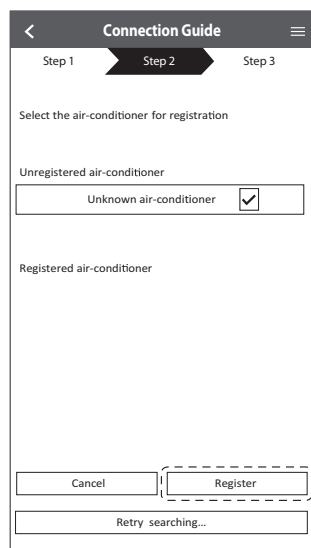 Connection Guide
Step 1 Step 2 Step 3
Select the air-conditioner for registration
Unregistered air-conditioner
Unknown air-conditioner
Registered air-conditioner
Cancel Register
Retry searching...